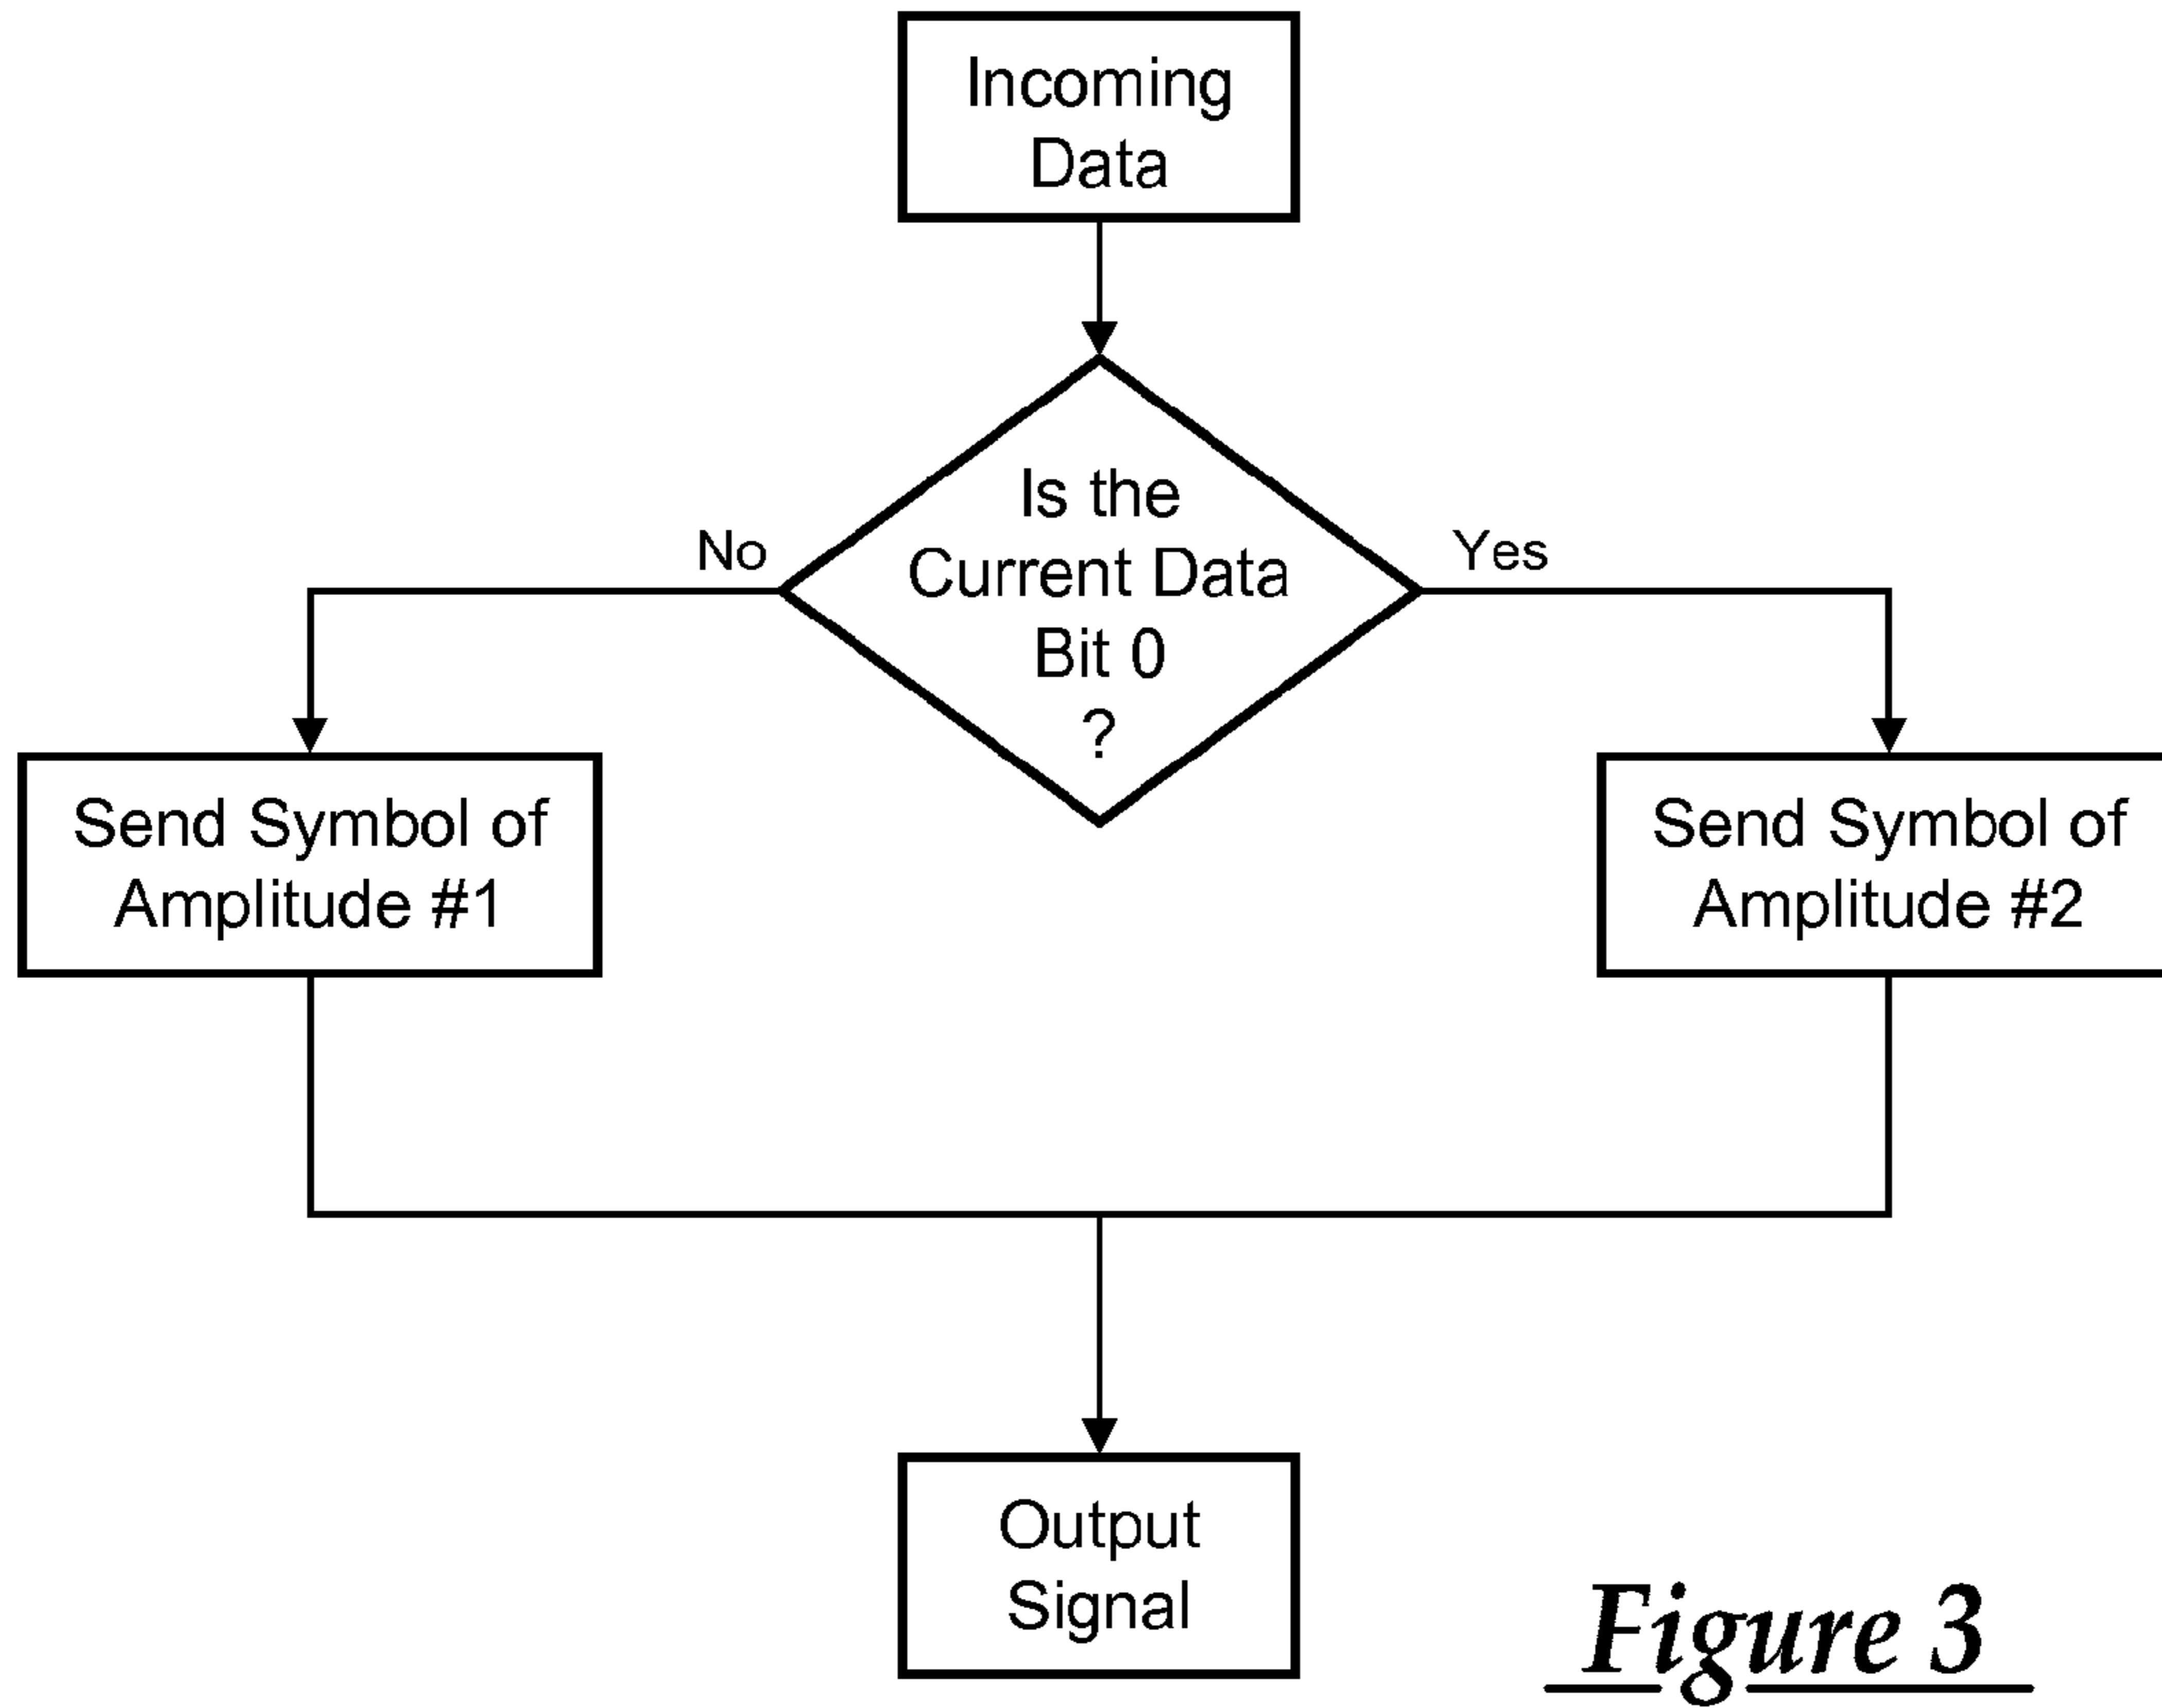 Incoming
Data
Is the
Current Data
Bit 0
?
No
Yes
Send Symbol of
Amplitude #1
Send Symbol of
Amplitude #2
Output
Signal
Figure 3